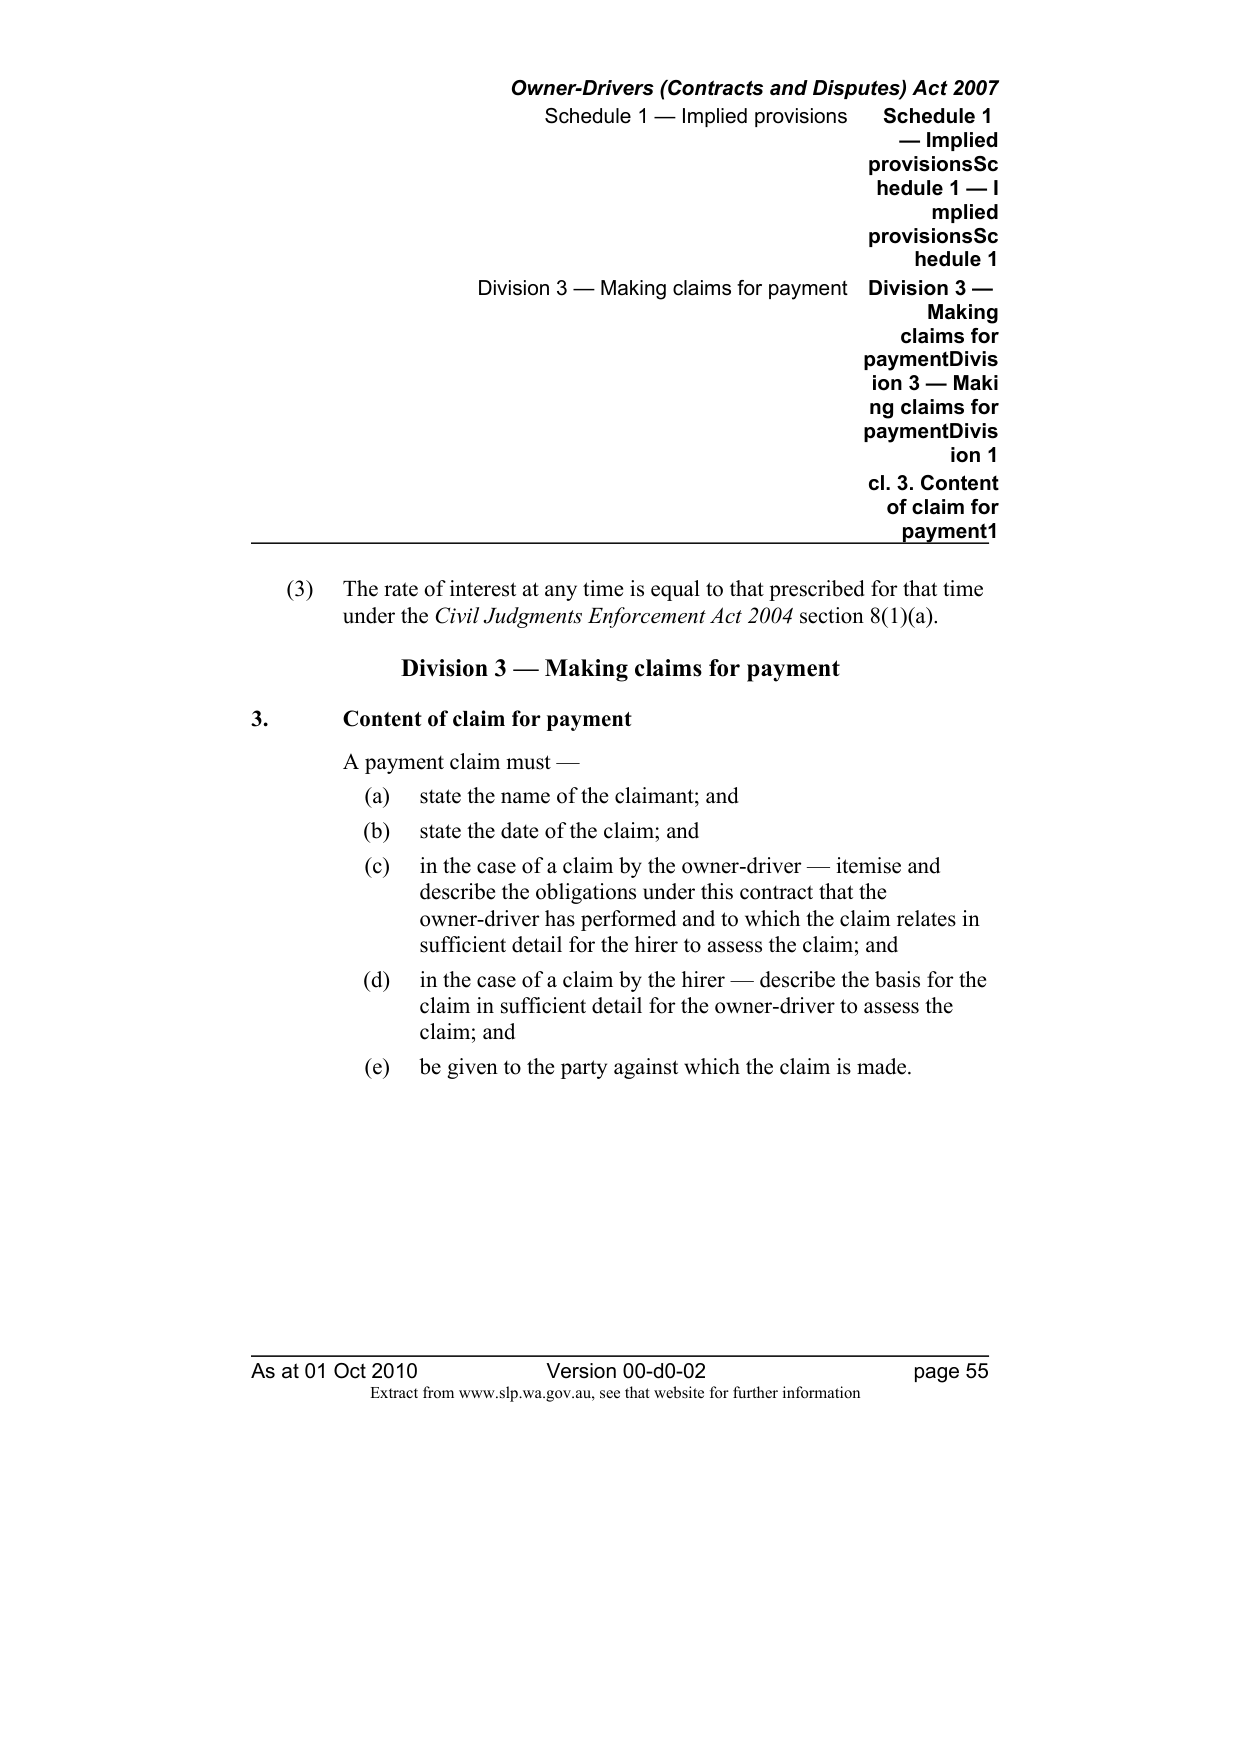 Owner-Drivers (Contracts and Disputes) Act 2007
Schedule 1 — Implied provisions Schedule 1
— Implied
provisionsSc
hedule 1 — I
mplied
provisionsSc
hedule 1
Division 3 — Making claims for payment Division 3 —
Making
claims for
paymentDivis
ion 3 — Maki
ng claims for
paymentDivis
ion 1
cl. 3. Content
of claim for
payment1
(3) The rate of interest at any time is equal to that prescribed for that time
under the Civil Judgments Enforcement Act 2004 section 8(1)(a).
Division 3 — Making claims for payment
3. Content of claim for payment
A payment claim must —
(a) state the name of the claimant; and
(b) state the date of the claim; and
(c) in the case of a claim by the owner-driver — itemise and
describe the obligations under this contract that the
owner-driver has performed and to which the claim relates in
sufficient detail for the hirer to assess the claim; and
(d) in the case of a claim by the hirer — describe the basis for the
claim in sufficient detail for the owner-driver to assess the
claim; and
(e) be given to the party against which the claim is made.
As at 01 Oct 2010 Version 00-d0-02 page 55
Extract from www.slp.wa.gov.au, see that website for further information